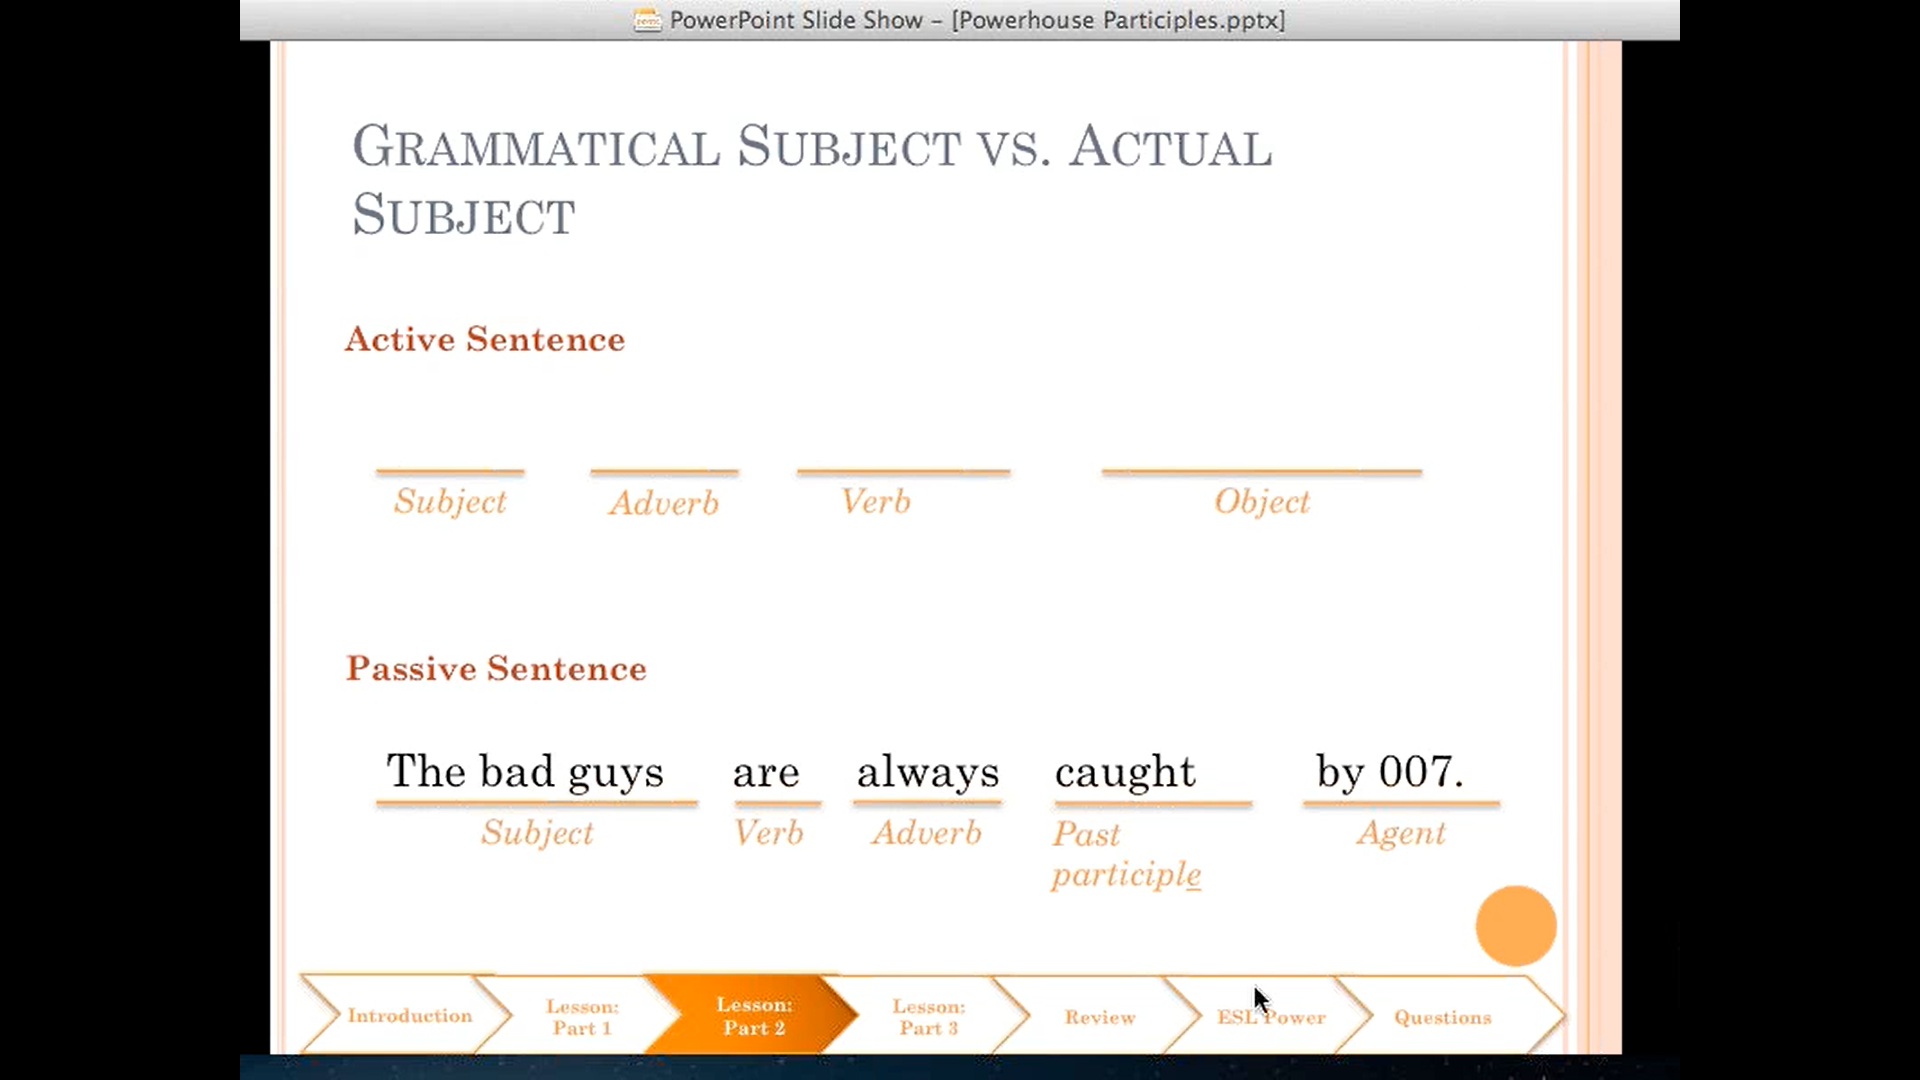 PowerPoint Slide Show – [Powerhouse Participles.pptx]
GRAMMATICAL SUBJECT VS. ACTUAL
SUBJECT
Active Sentence
Subject Adverb Verb Object
Passive Sentence
The bad guys are always caught by 007.
Subject Verb Adverb Past participle Agent
Introduction
Lesson:
Part 1
Lesson:
Part 2
Lesson:
Part 3
Review
ESL Power
Questions